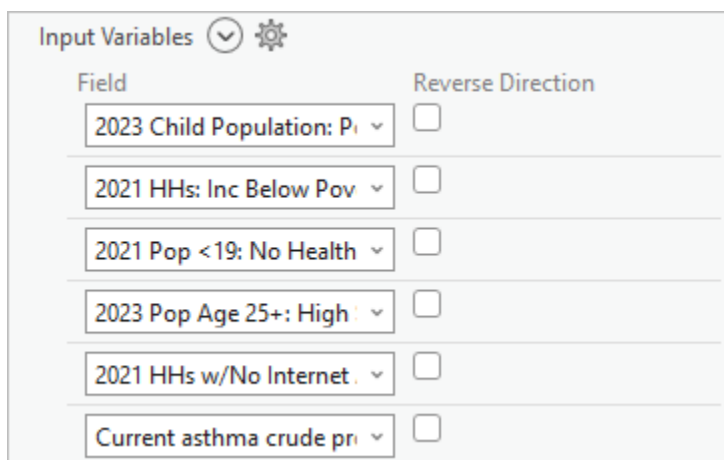 Input Variables
Field Reverse Direction
2023 Child Population:
2021 HHs: Inc Below Pov
2021 Pop <19: No Health
2023 Pop Age 25+: High
2021 HHs w/No Internet
Current asthma crude